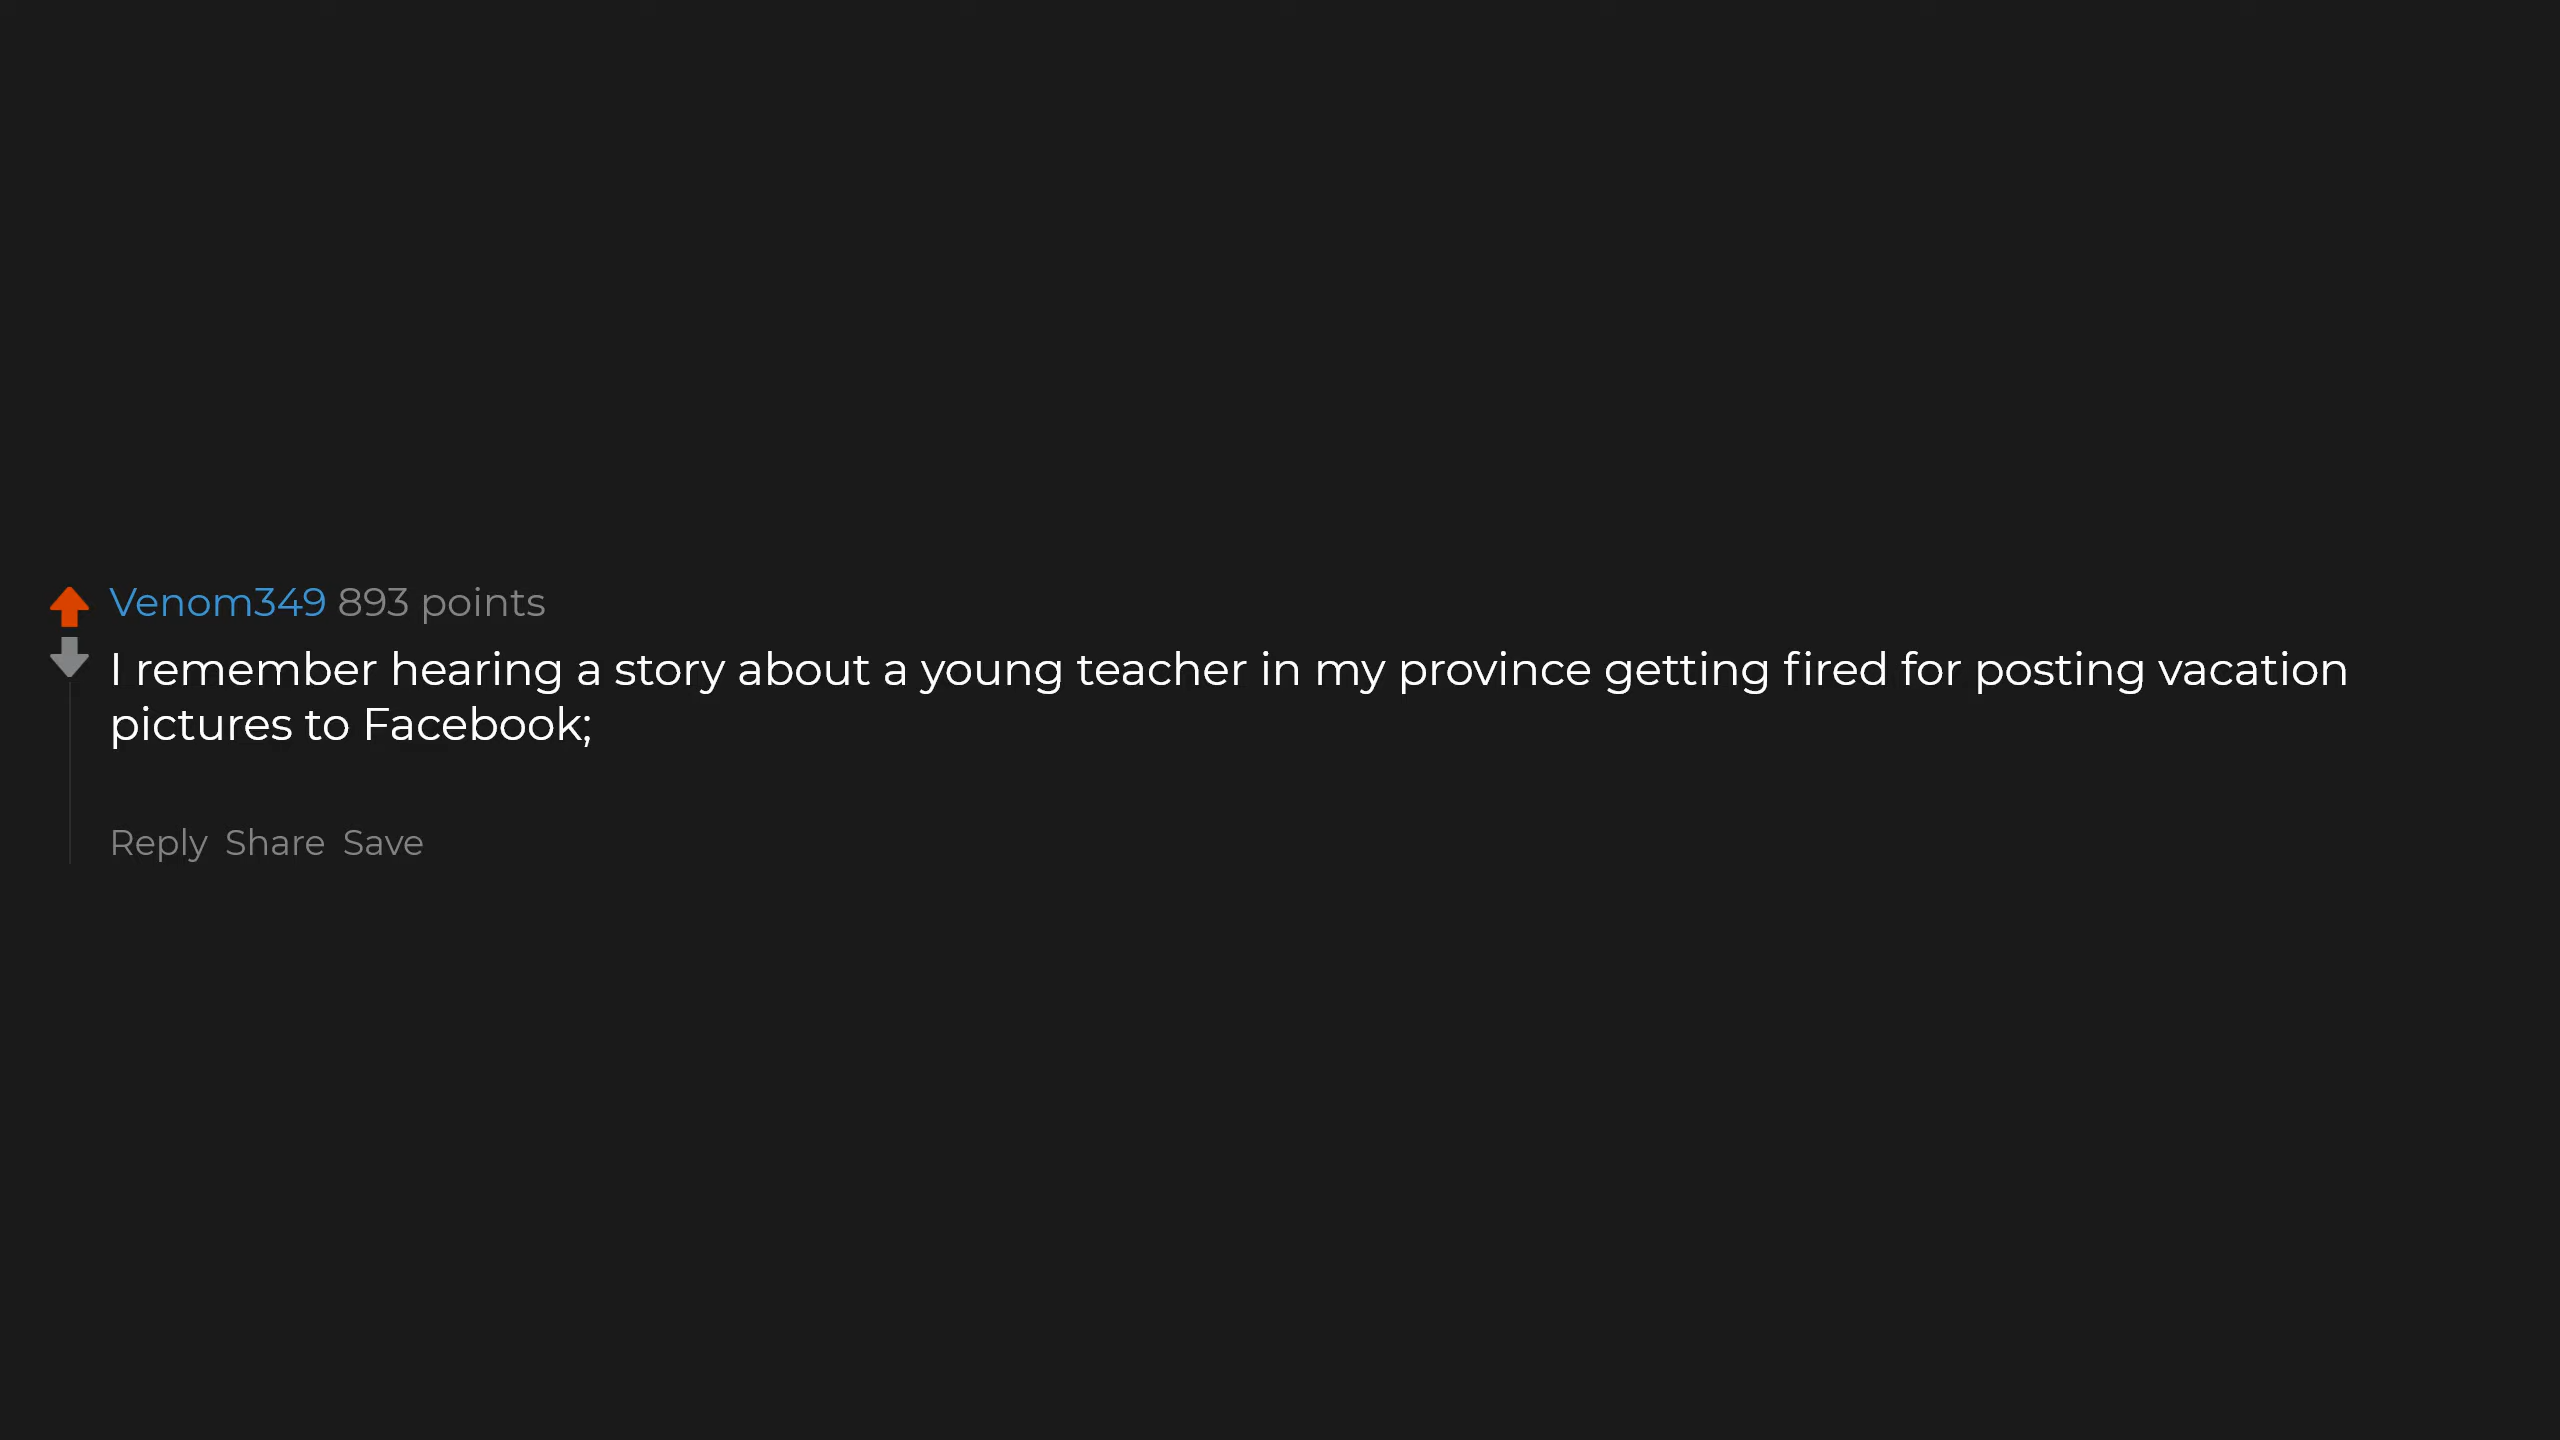 Venom349 893 points
I remember hearing a story about a young teacher in my province getting fired for posting vacation
pictures to Facebook;
Reply Share Save